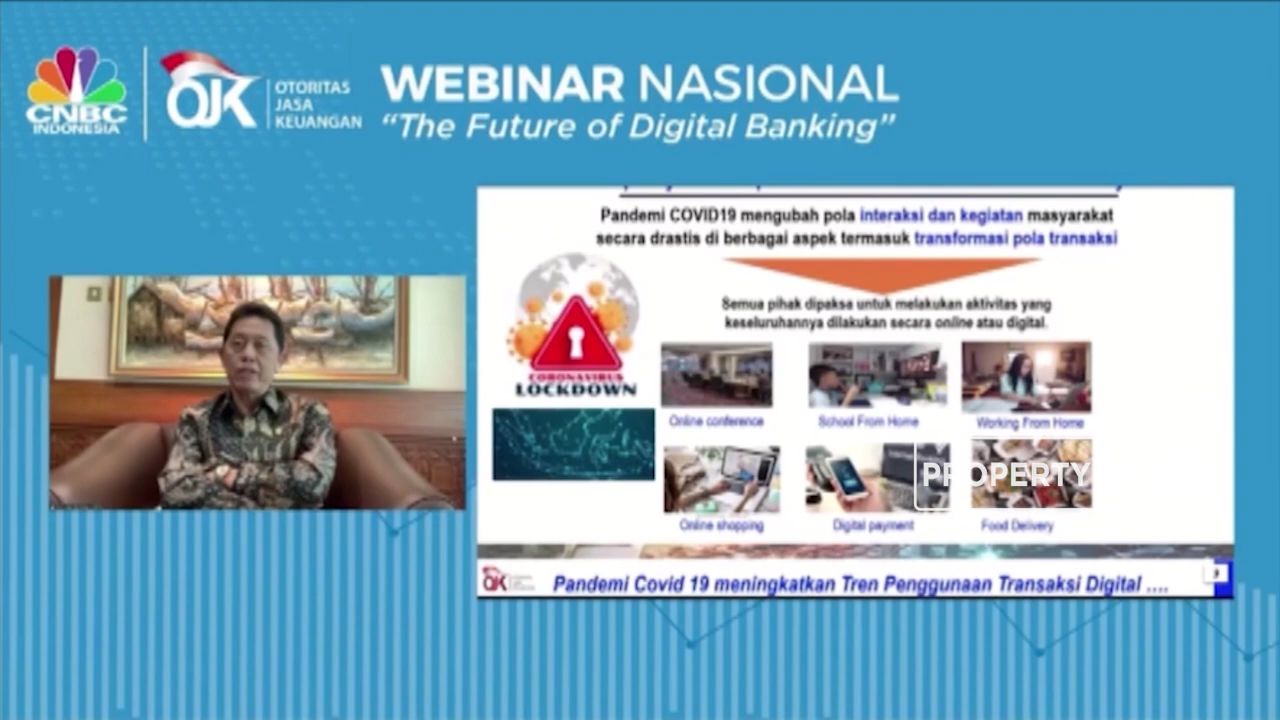 CNBC
INDONESIA
OJK
OTORITAS
JASA
KEUANGAN
WEBINAR NASIONAL
“The Future of Digital Banking”
Pandemi COVID19 mengubah pola interaksi dan kegiatan masyarakat
secara drastis di berbagai aspek termasuk transformasi pola transaksi
Semua pihak dipaksa untuk melakukan aktivitas yang
keseluruhannya dilakukan secara online atau digital.
CORONAVIRUS
LOCKDOWN
Online conference
School From Home
Working From Home
PROPERTY
Online shopping
Digital payment
Food Delivery
OJK
Pandemi Covid 19 meningkatkan Tren Penggunaan Transaksi Digital ....